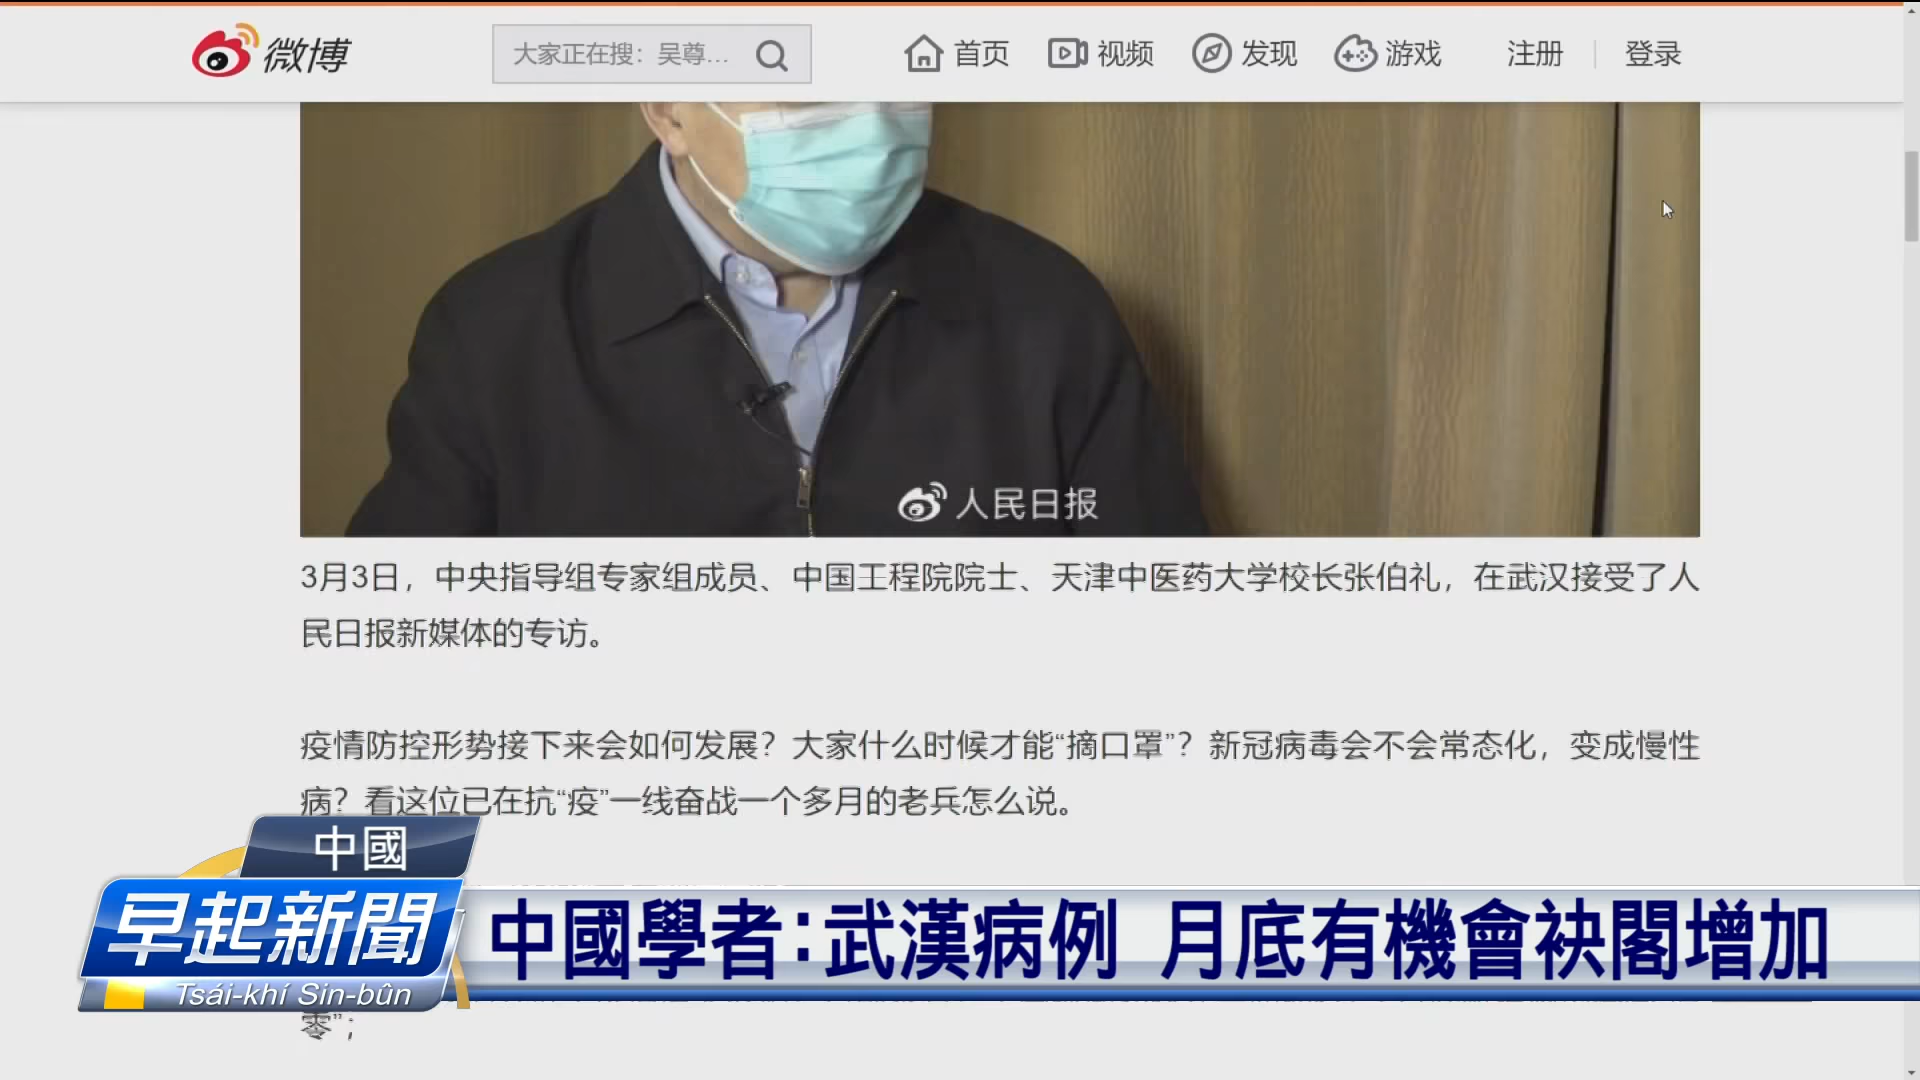 微博
大家正在搜：吴尊...
首页
视频
发现
游戏
注册
登录
人民日报
3月3日，中央指导组专家组成员、中国工程院院士、天津中医药大学校长张伯礼，在武汉接受了人
民日报新媒体的专访。
疫情防控形势接下来会如何发展？大家什么时候才能“摘口罩”？新冠病毒会不会常态化，变成慢性
病？看这位已在抗“疫”一线奋战一个多月的老兵怎么说。
中國
早起新聞
Tsái-khí Sin-bûn
中國學者:武漢病例 月底有機會袂閣增加
零”；